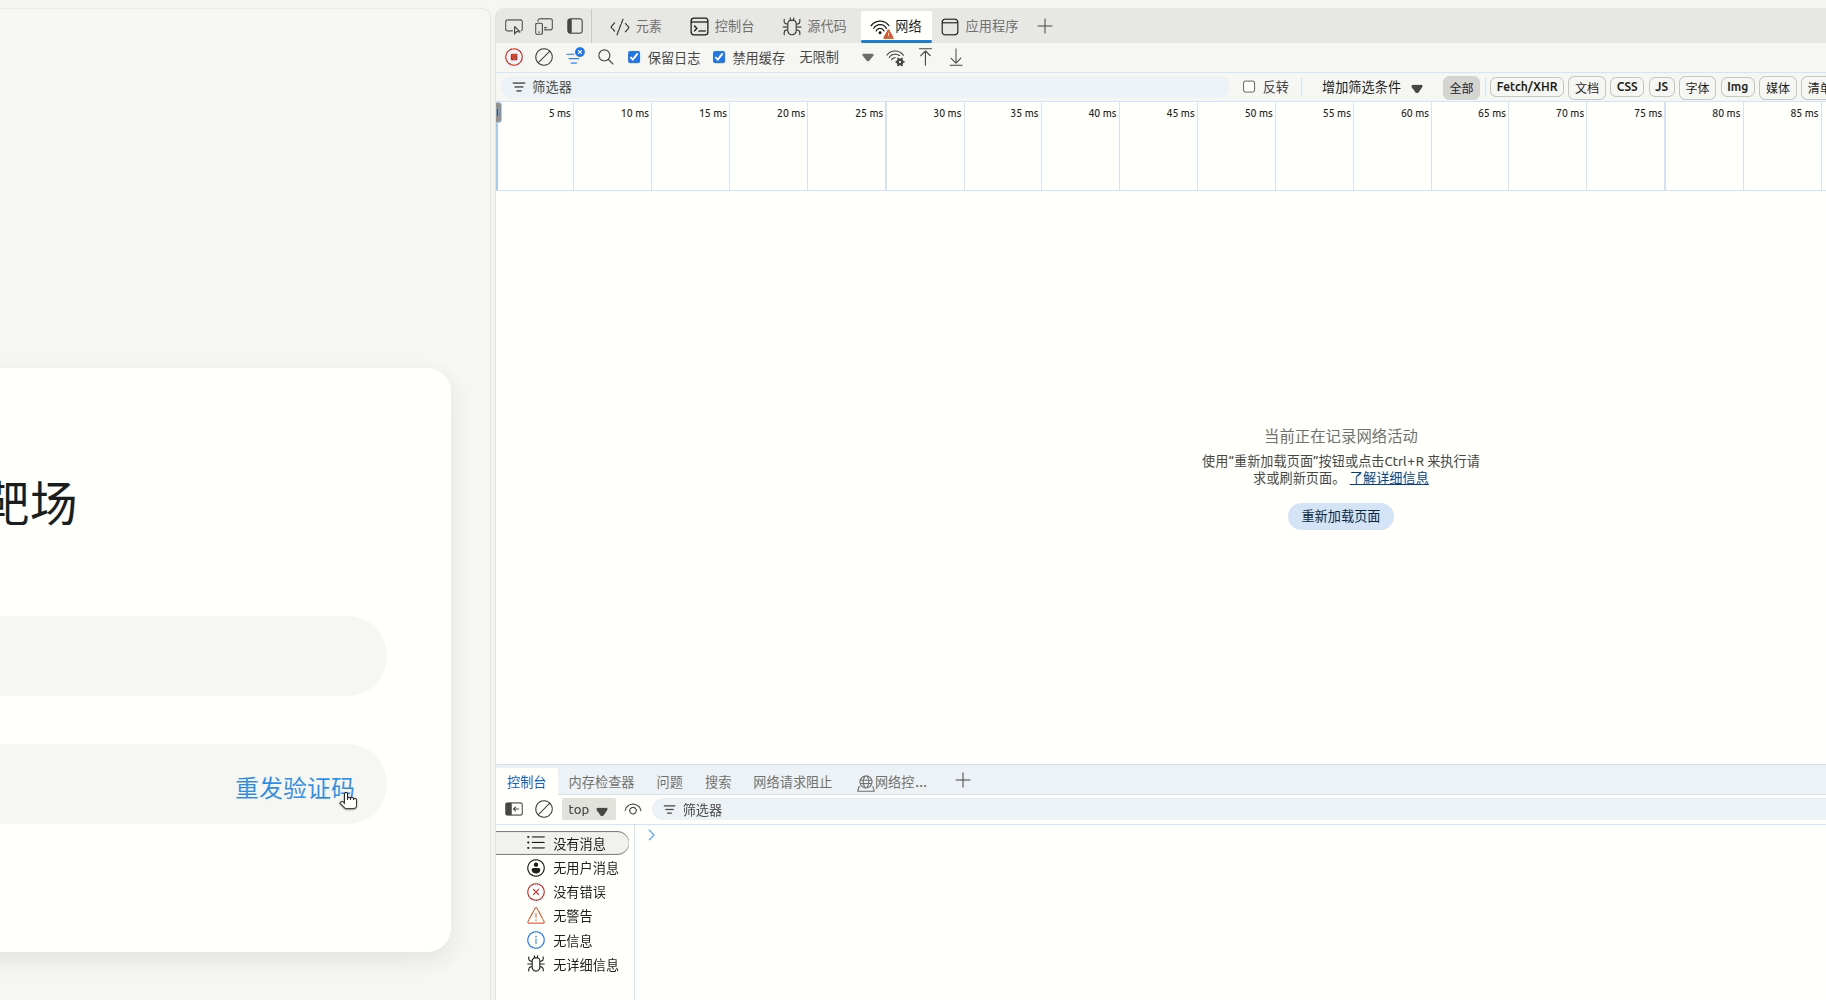 元素
控制台
源代码
网络
应用程序
保留日志
禁用缓存
无限制
筛选器
反转
增加筛选条件
全部
Fetch/XHR
文档
CSS
JS
字体
Img
媒体
清单
5 ms
10 ms
15 ms
20 ms
25 ms
30 ms
35 ms
40 ms
45 ms
50 ms
55 ms
60 ms
65 ms
70 ms
75 ms
80 ms
85 ms
靶场
重发验证码
当前正在记录网络活动
使用“重新加载页面”按钮或点击Ctrl+R 来执行请
求或刷新页面。 了解详细信息
重新加载页面
控制台
内存检查器
问题
搜索
网络请求阻止
网络控...
top
筛选器
没有消息
无用户消息
没有错误
无警告
无信息
无详细信息